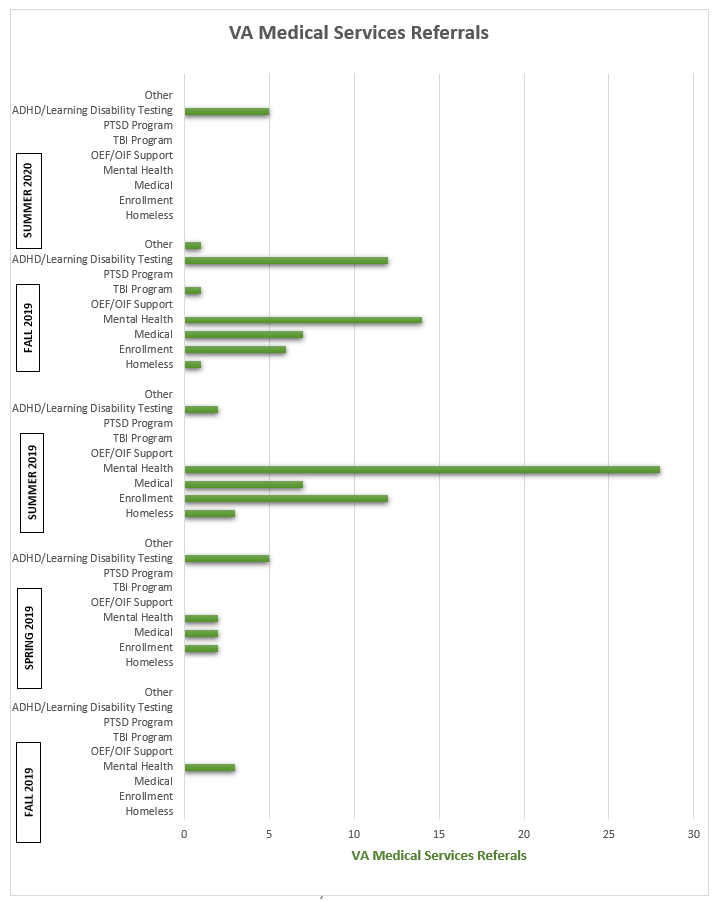 VA Medical Services Referrals
Other
ADHD/Learning Disability Testing
PTSD Program
TBI Program
OEF/OIF Support
Mental Health
Medical
Enrollment
Homeless
SUMMER 2020
Other
ADHD/Learning Disability Testing
PTSD Program
TBI Program
OEF/OIF Support
Mental Health
Medical
Enrollment
Homeless
FALL 2019
Other
ADHD/Learning Disability Testing
PTSD Program
TBI Program
OEF/OIF Support
Mental Health
Medical
Enrollment
Homeless
SUMMER 2019
Other
ADHD/Learning Disability Testing
PTSD Program
TBI Program
OEF/OIF Support
Mental Health
Medical
Enrollment
Homeless
SPRING 2019
Other
ADHD/Learning Disability Testing
PTSD Program
TBI Program
OEF/OIF Support
Mental Health
Medical
Enrollment
Homeless
FALL 2019
0 5 10 15 20 25 30
VA Medical Services Referals